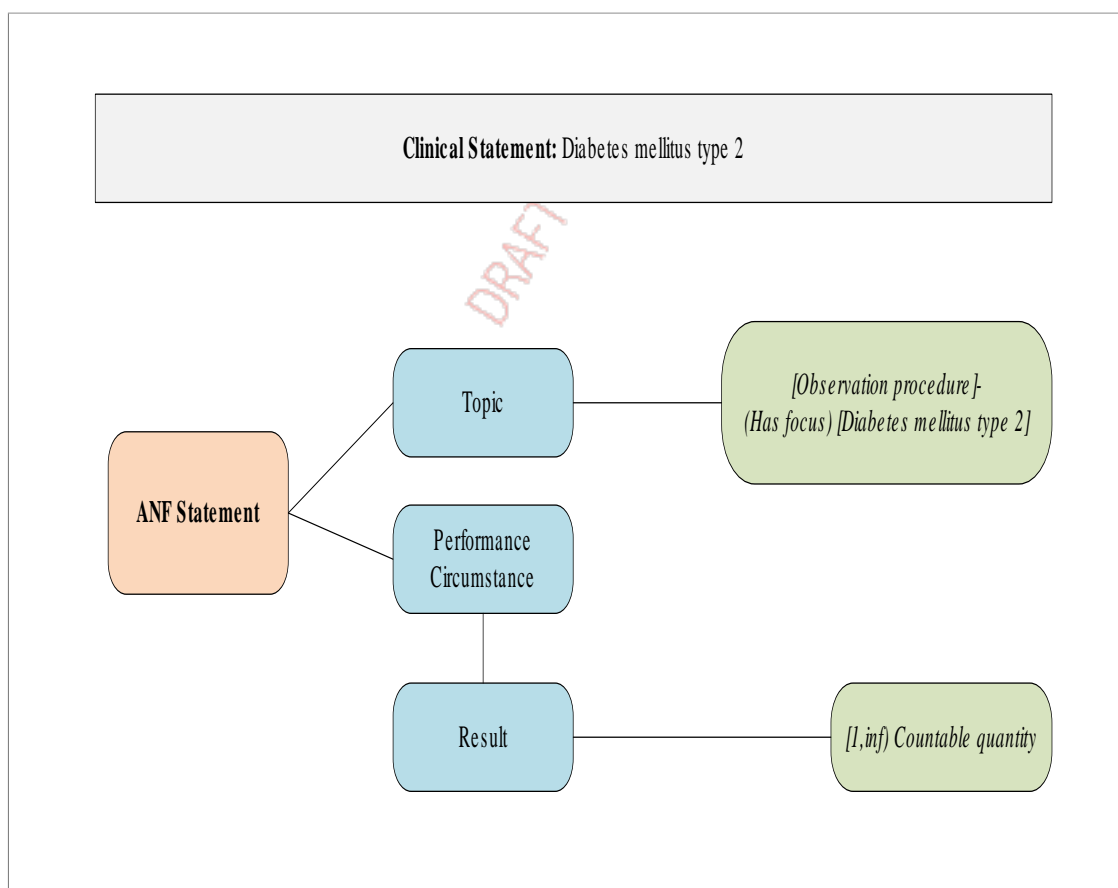 Clinical Statement: Diabetes mellitus type 2
DRAFT
Topic
[Observation procedure]-
(Has focus) [Diabetes mellitus type 2]
ANF Statement
Performance
Circumstance
Result
[1,inf) Countable quantity